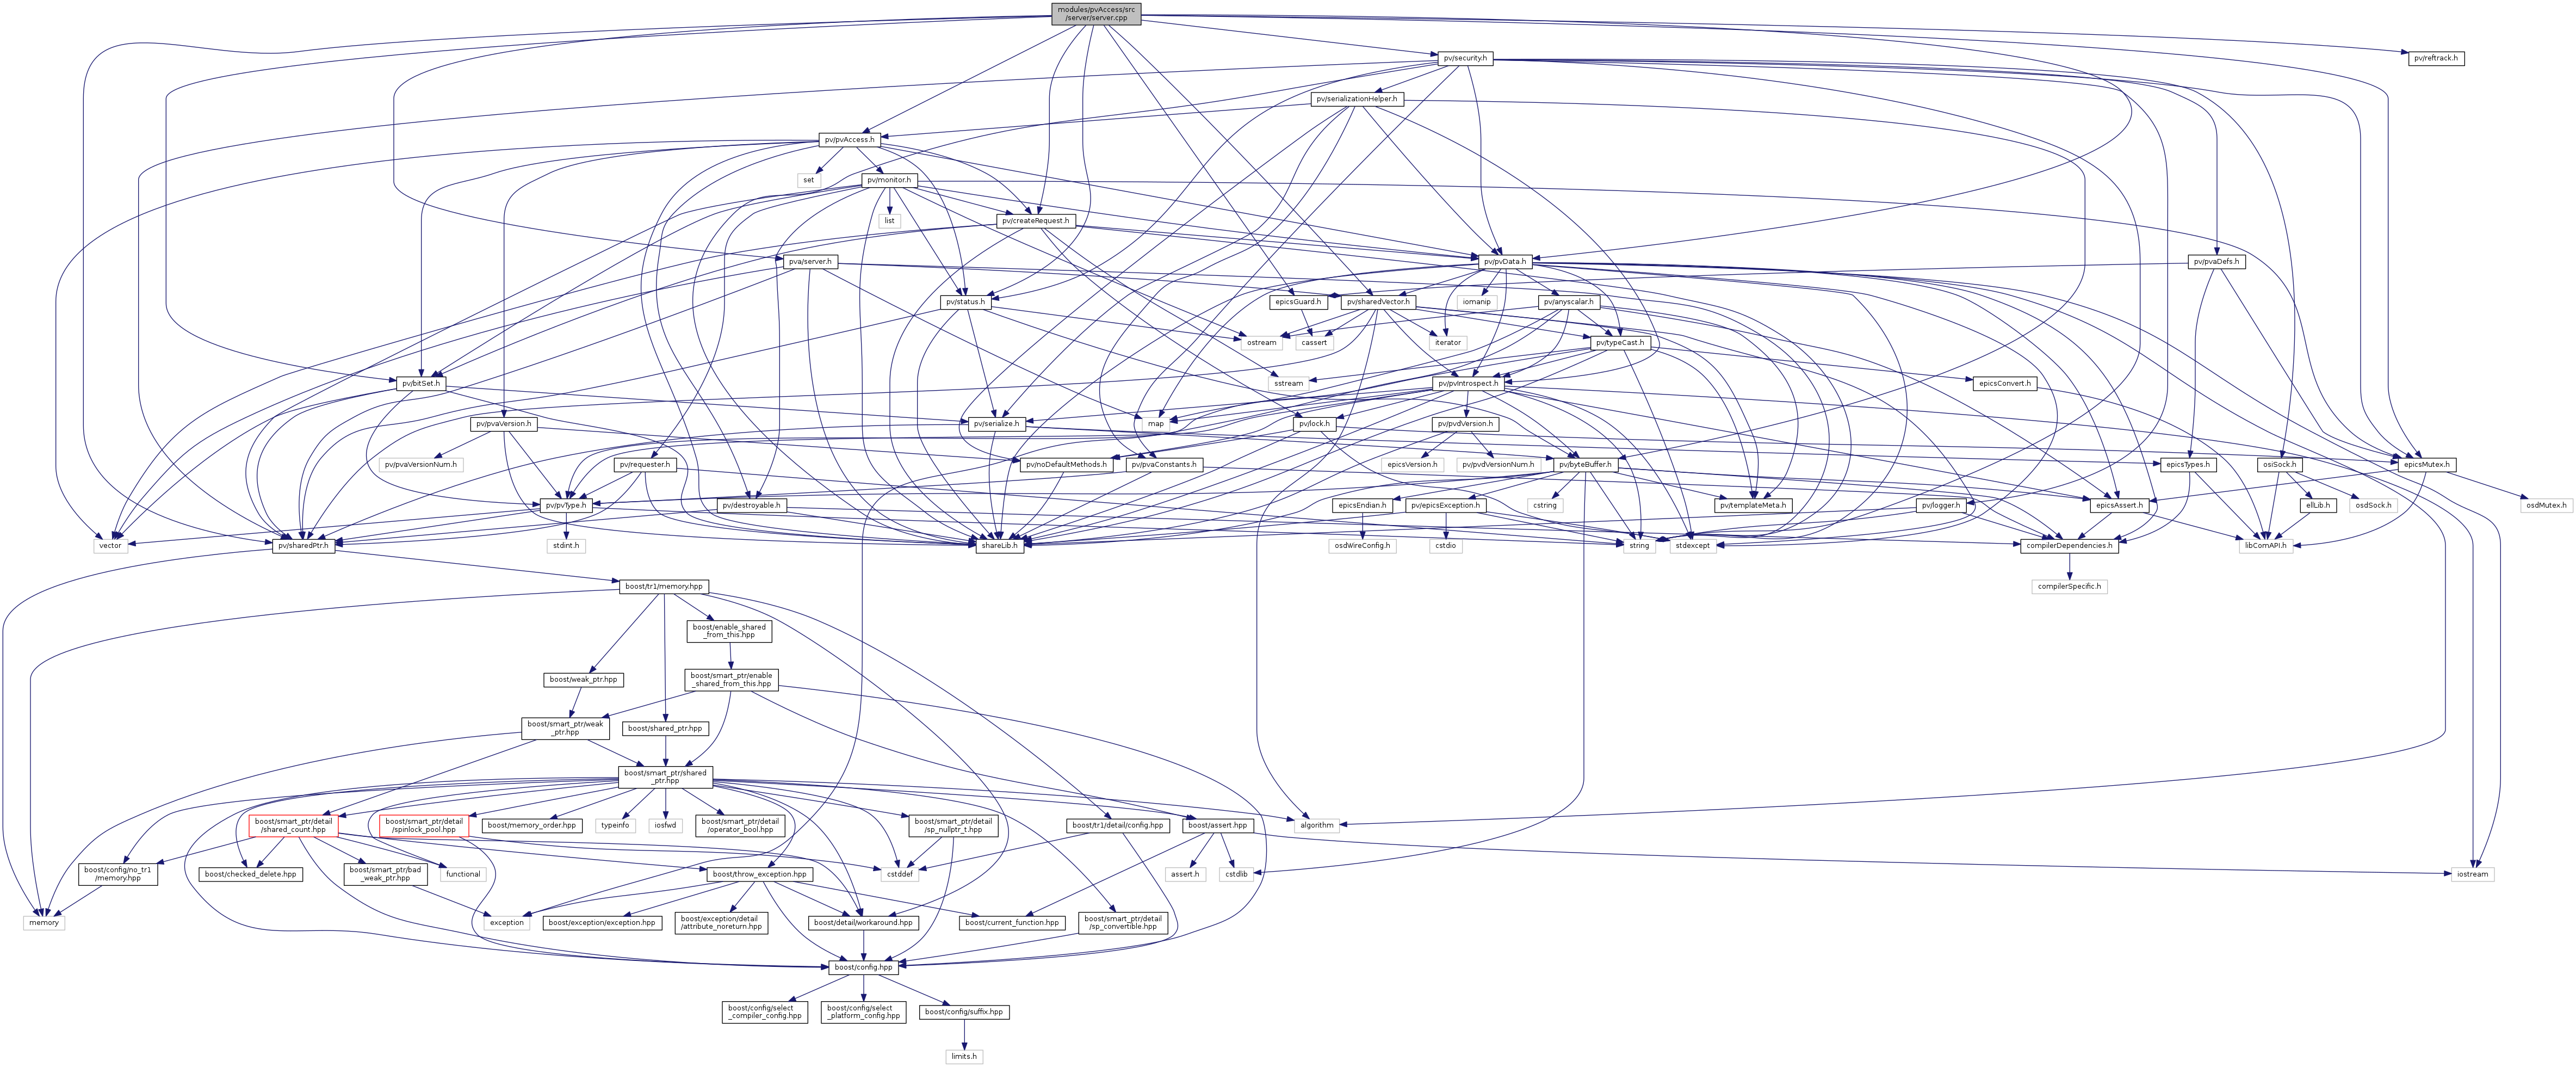 modules/pvAccess/src
/server/server.cpp
pv/security.h
pv/reftrack.h
pv/serializationHelper.h
pv/pvAccess.h
set
pv/monitor.h
list
pv/createRequest.h
pva/server.h
pv/pvData.h
pv/pvaDefs.h
pv/status.h
epicsGuard.h
pv/sharedVector.h
iomanip
pv/anyscalar.h
ostream
cassert
iterator
pv/typeCast.h
pv/bitSet.h
sstream
pv/pvIntrospect.h
epicsConvert.h
pv/pvaVersion.h
pv/serialize.h
map
pv/lock.h
pv/pvdVersion.h
pv/pvaVersionNum.h
pv/requester.h
pv/noDefaultMethods.h
pv/pvaConstants.h
epicsVersion.h
pv/pvdVersionNum.h
pv/byteBuffer.h
epicsTypes.h
osiSock.h
epicsMutex.h
pv/pvType.h
pv/destroyable.h
epicsEndian.h
pv/epicsException.h
cstring
pv/templateMeta.h
pv/logger.h
epicsAssert.h
ellLib.h
osdSock.h
osdMutex.h
vector
pv/sharedPtr.h
stdint.h
shareLib.h
osdWireConfig.h
cstdio
string
stdexcept
compilerDependencies.h
libComAPI.h
boost/tr1/memory.hpp
compilerSpecific.h
boost/enable_shared
_from_this.hpp
boost/weak_ptr.hpp
boost/smart_ptr/enable
_shared_from_this.hpp
boost/smart_ptr/weak
_ptr.hpp
boost/shared_ptr.hpp
boost/smart_ptr/shared
_ptr.hpp
boost/smart_ptr/detail
/shared_count.hpp
boost/smart_ptr/detail
/spinlock_pool.hpp
boost/memory_order.hpp
typeinfo
iosfwd
boost/smart_ptr/detail
/operator_bool.hpp
boost/smart_ptr/detail
/sp_nullptr_t.hpp
boost/tr1/detail/config.hpp
boost/assert.hpp
algorithm
boost/config/no_tr1
/memory.hpp
boost/checked_delete.hpp
boost/smart_ptr/bad
_weak_ptr.hpp
functional
boost/throw_exception.hpp
cstddef
assert.h
cstdlib
iostream
memory
exception
boost/exception/exception.hpp
boost/exception/detail
/attribute_noreturn.hpp
boost/detail/workaround.hpp
boost/current_function.hpp
boost/smart_ptr/detail
/sp_convertible.hpp
boost/config.hpp
boost/config/select
_compiler_config.hpp
boost/config/select
_platform_config.hpp
boost/config/suffix.hpp
limits.h